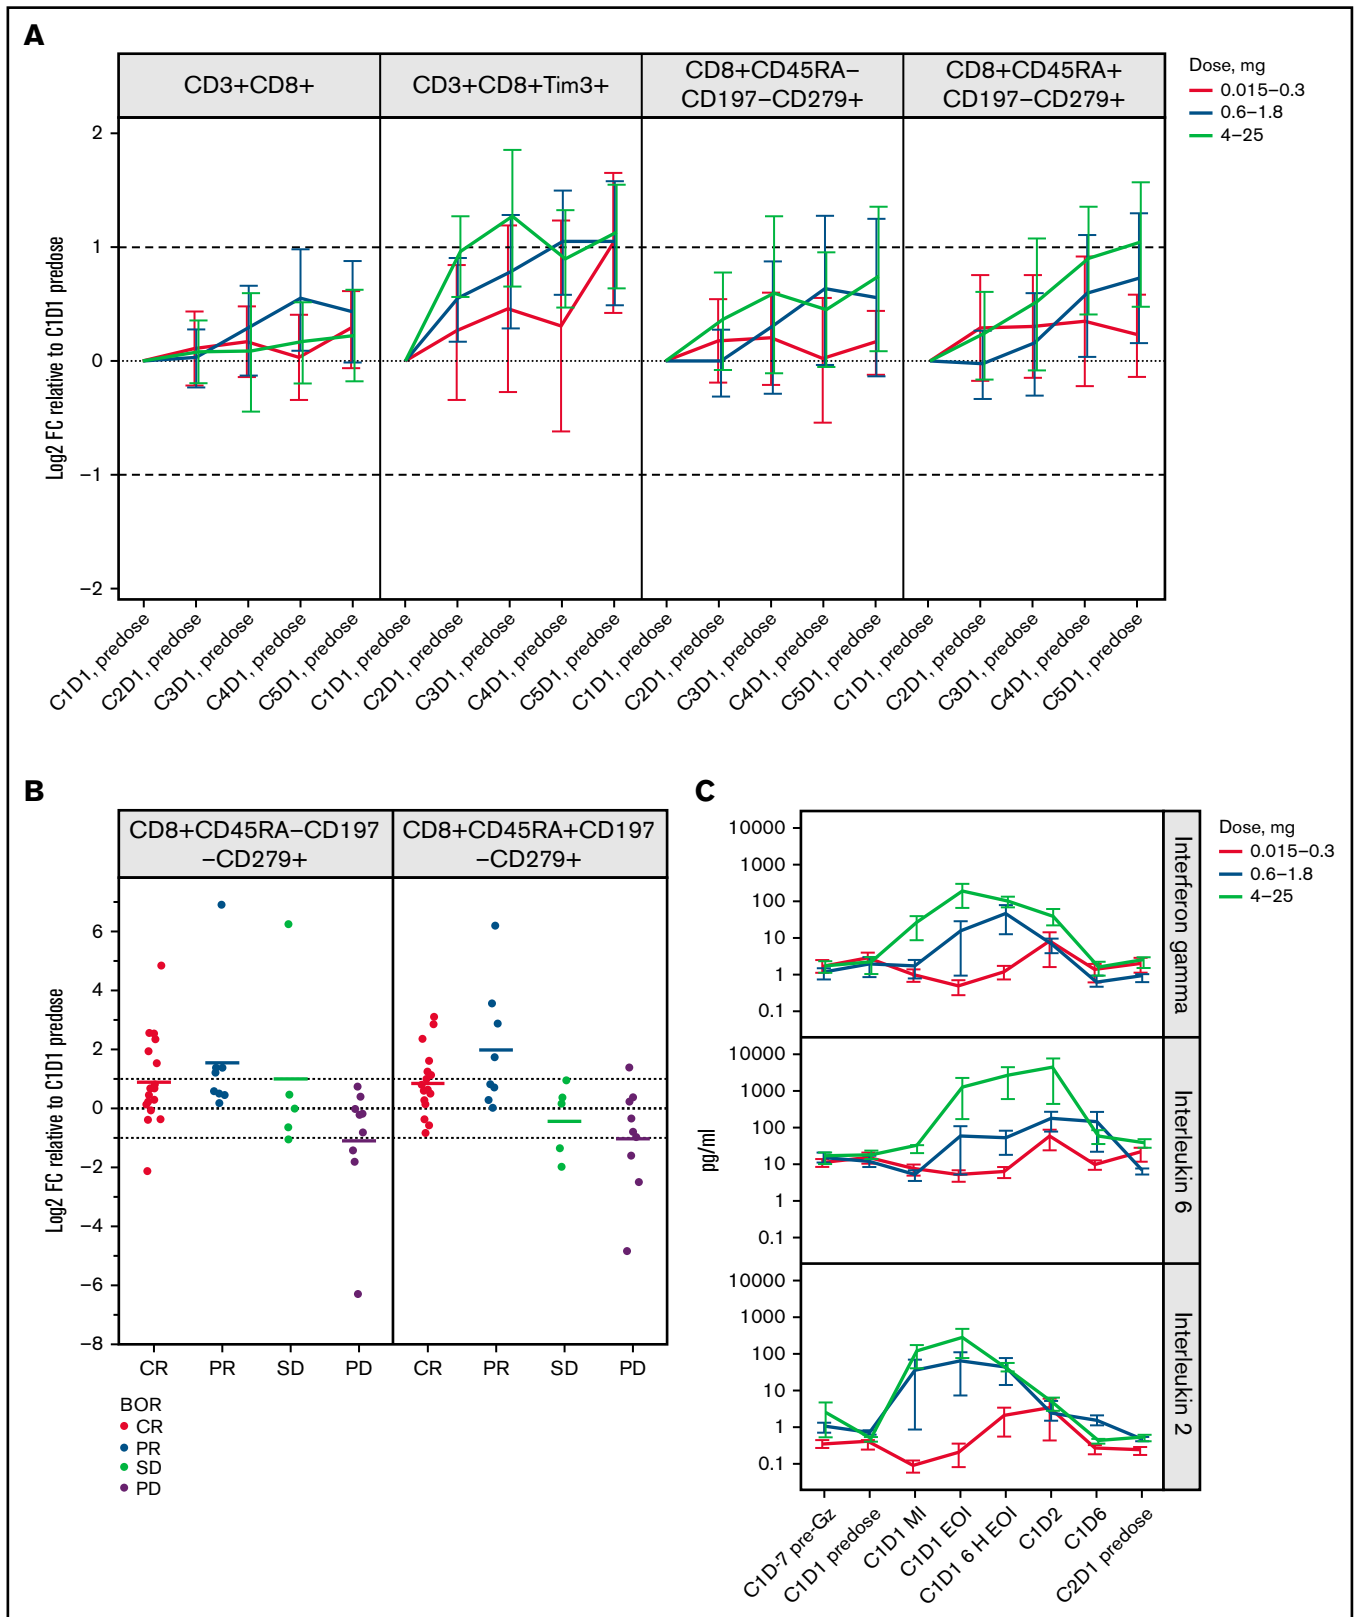 A
CD3+CD8+
CD3+CD8+Tim3+
CD8+CD45RA−
CD197−CD279+
CD8+CD45RA+
CD197−CD279+
Dose, mg
0.015–0.3
0.6–1.8
4–25
Log2 FC relative to C1D1 predose
2
1
0
−1
−2
C1D1, predose
C2D1, predose
C3D1, predose
C4D1, predose
C5D1, predose
C1D1, predose
C2D1, predose
C3D1, predose
C4D1, predose
C5D1, predose
C1D1, predose
C2D1, predose
C3D1, predose
C4D1, predose
C5D1, predose
C1D1, predose
C2D1, predose
C3D1, predose
C4D1, predose
C5D1, predose
B
CD8+CD45RA−CD197
−CD279+
CD8+CD45RA+CD197
−CD279+
Log2 FC relative to C1D1 predose
6
4
2
0
−2
−4
−6
−8
CR
PR
SD
PD
CR
PR
SD
PD
BOR
CR
PR
SD
PD
C
Dose, mg
0.015–0.3
0.6–1.8
4–25
pg/ml
10000
1000
100
10
1
0.1
Interferon gamma
10000
1000
100
10
1
0.1
Interleukin 6
10000
1000
100
10
1
0.1
Interleukin 2
C1D-7 pre-Gz
C1D1 predose
C1D1 MI
C1D1 EOI
C1D1 6 H EOI
C1D2
C1D6
C2D1 predose